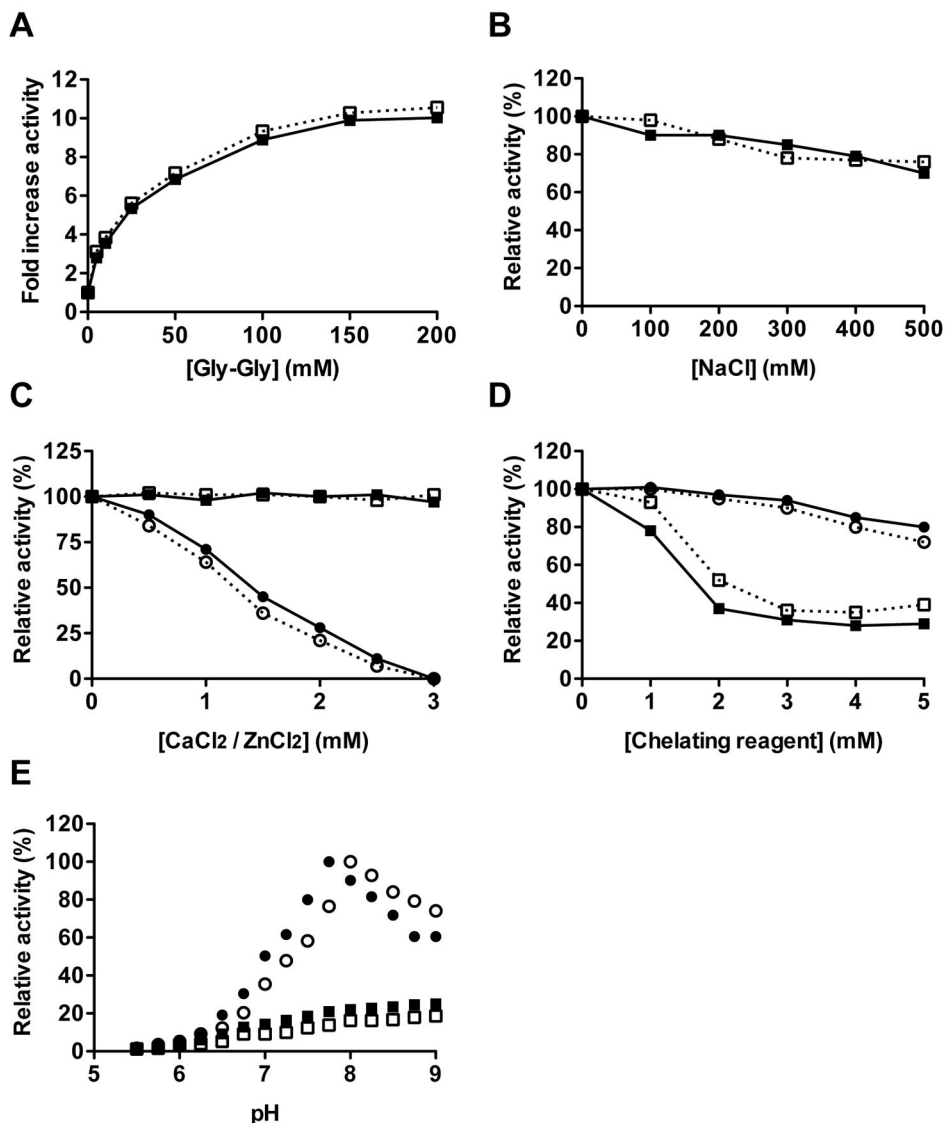 A
Fold increase activity
12
10
8
6
4
2
0
0 50 100 150 200
[Gly-Gly] (mM)
B
Relative activity (%)
120
100
80
60
40
20
0
0 100 200 300 400 500
[NaCl] (mM)
C
Relative activity (%)
125
100
75
50
25
0
0 1 2 3
[CaCl2 / ZnCl2] (mM)
D
Relative activity (%)
120
100
80
60
40
20
0
0 1 2 3 4 5
[Chelating reagent] (mM)
E
Relative activity (%)
120
100
80
60
40
20
0
5 6 7 8 9
pH